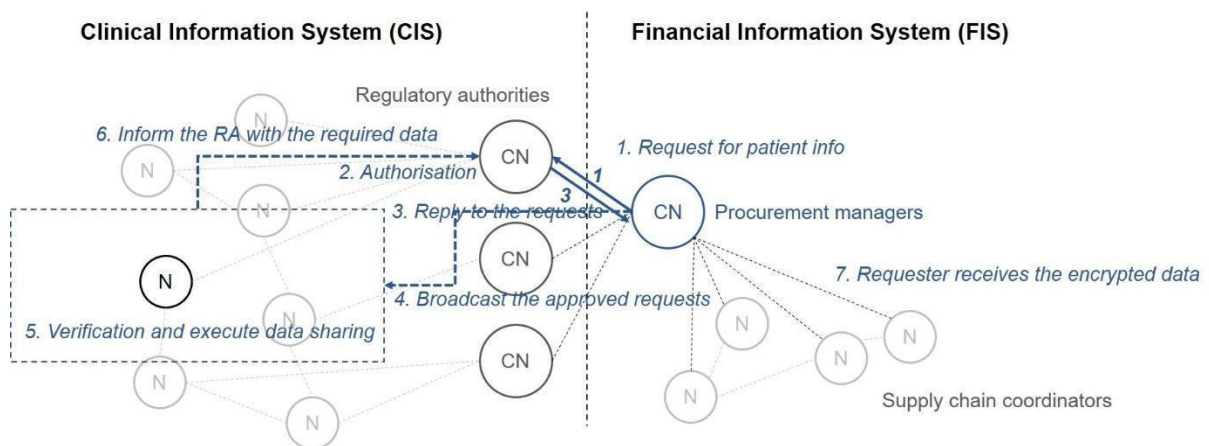 Clinical Information System (CIS)
Financial Information System (FIS)
Regulatory authorities
N
6. Inform the RA with the required data
1. Request for patient info
CN
N
2. Authorisation
1
3
N
3. Reply to the requests
CN
Procurement managers
CN
N
7. Requester receives the encrypted data
4. Broadcast the approved requests
N
5. Verification and execute data sharing
N
N
N
CN
N
N
Supply chain coordinators
N